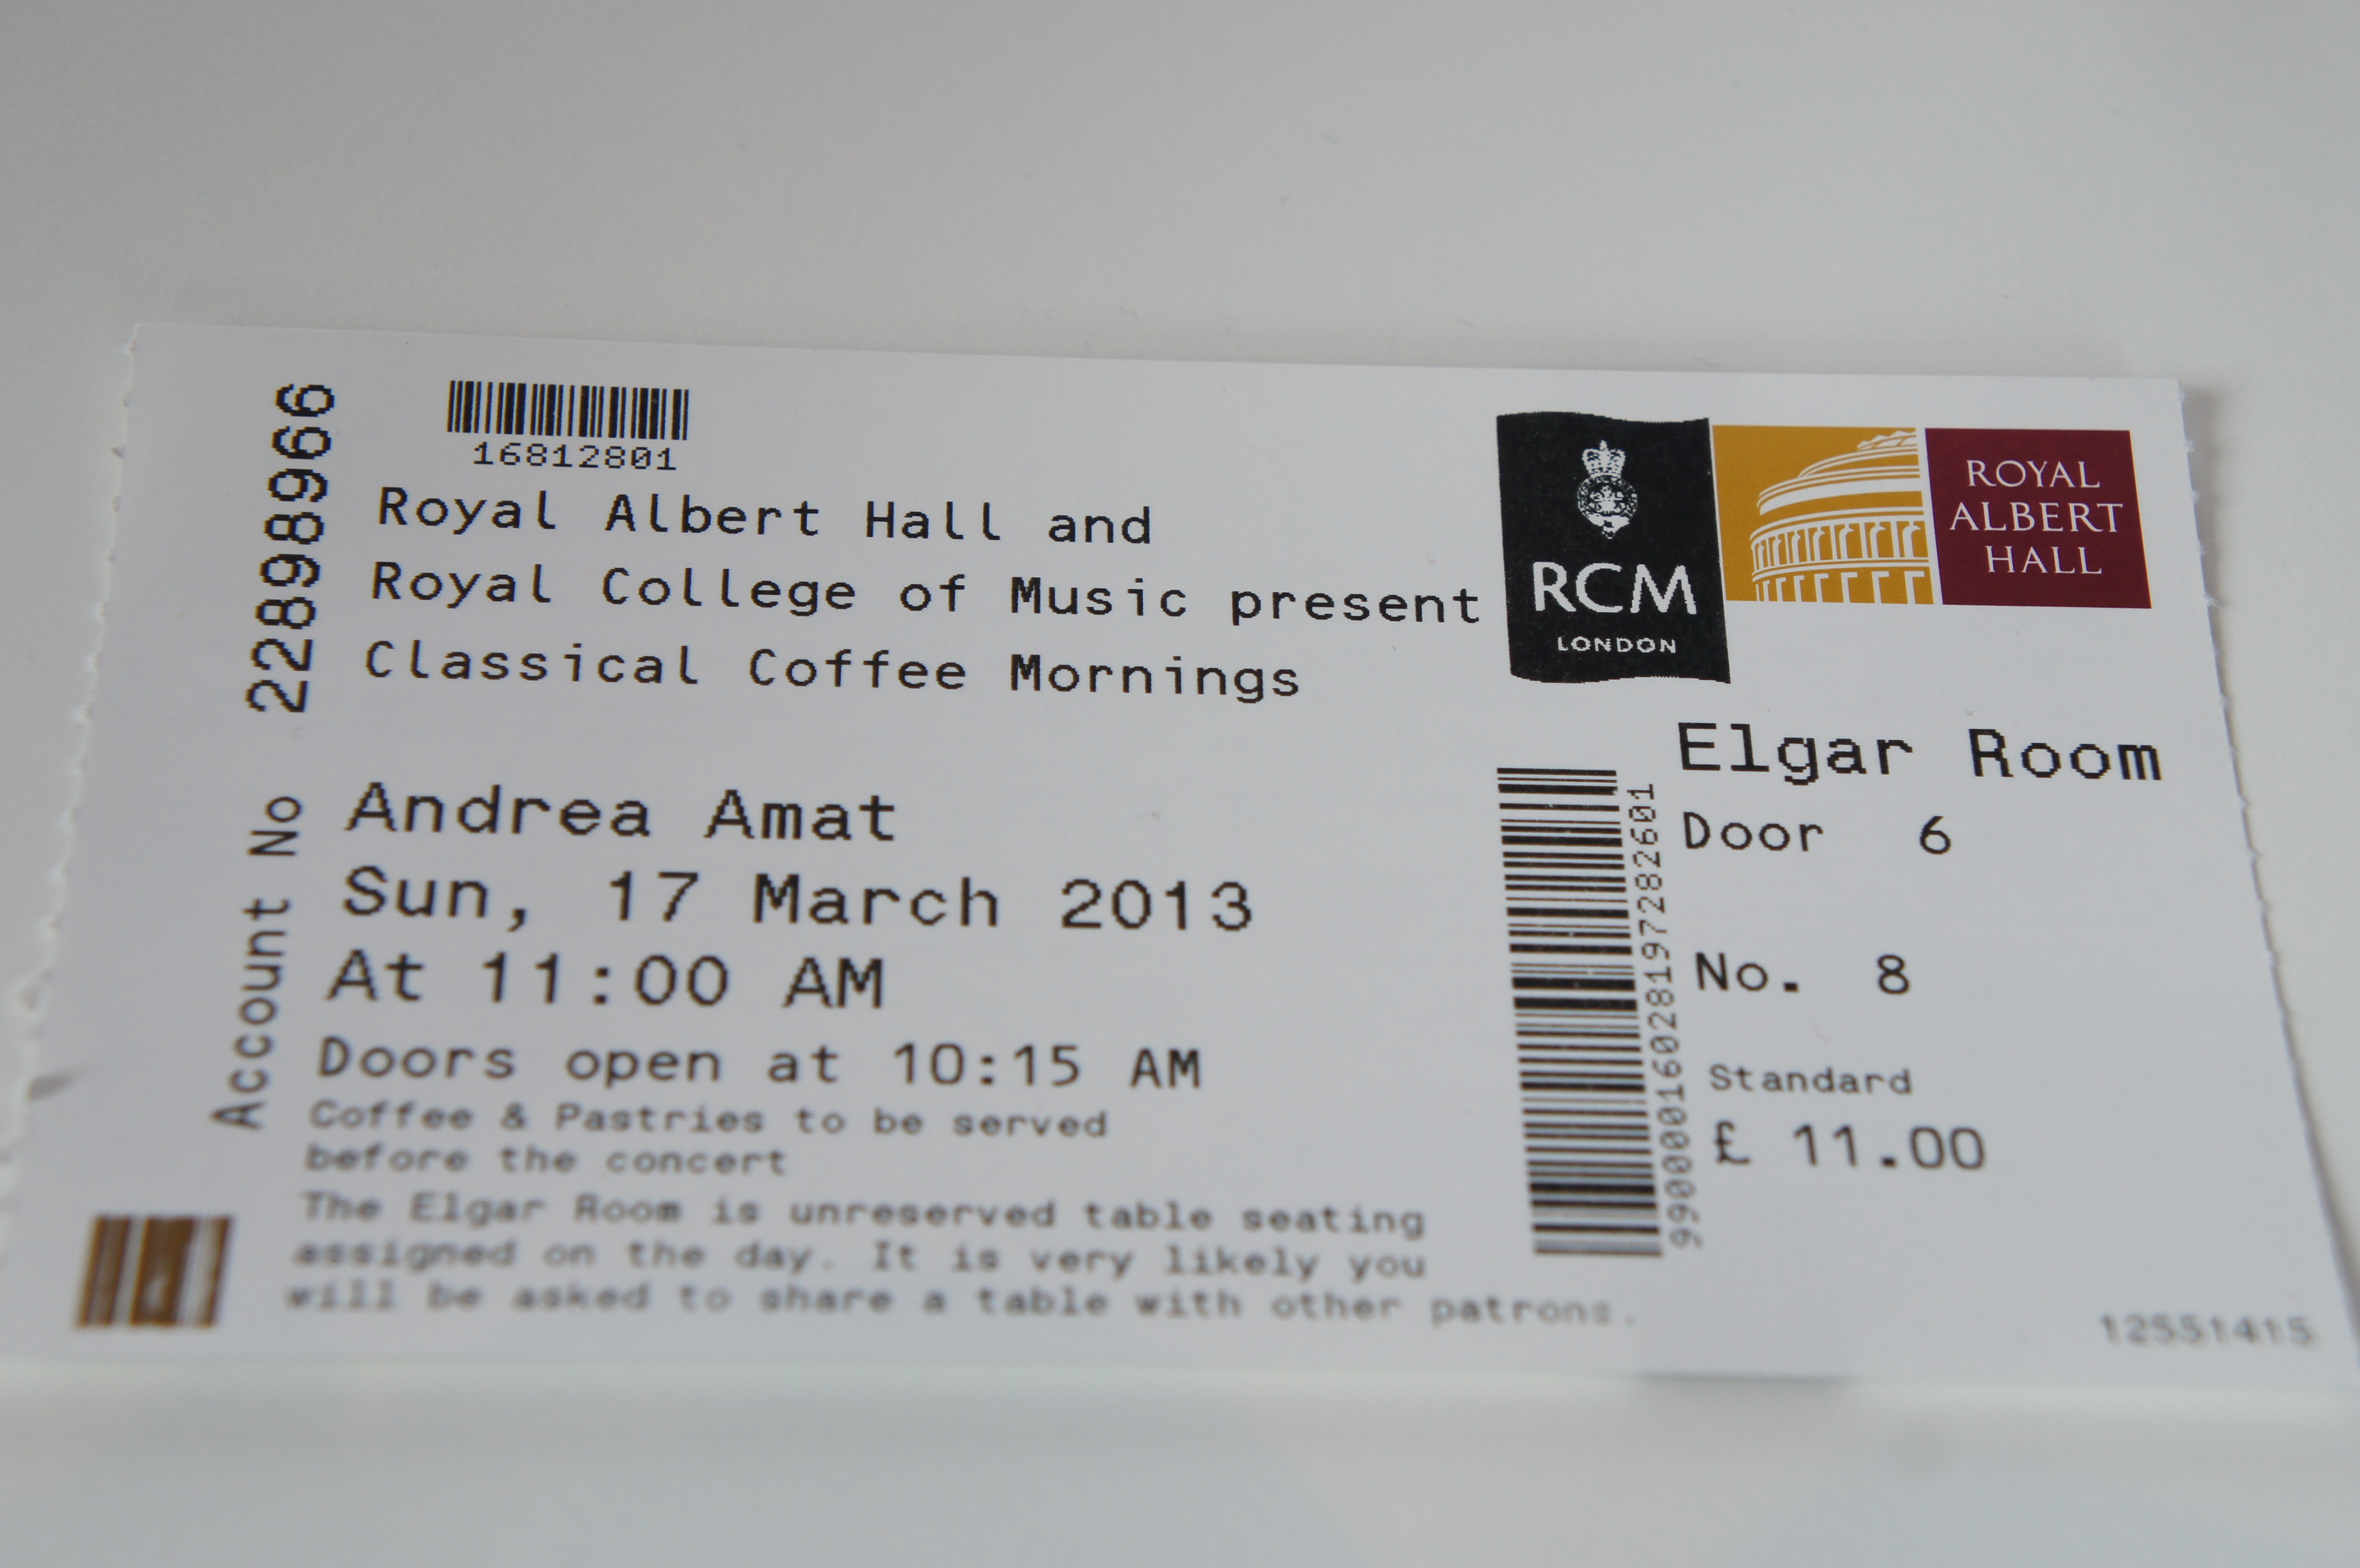 16812801
Royal Albert Hall and
Royal College of Music present
Classical Coffee Mornings
Andrea Amat
Sun, 17 March 2013
At 11:00 AM
Doors open at 10:15 AM
Coffee & Pastries to be served
before the concert
The Elgar Room is unreserved table seating
assigned on the day. It is very likely you
will be asked to share a table with other patrons.
Account No 22898966
RCM
LONDON
ROYAL
ALBERT
HALL
Elgar Room
Door 6
No. 8
Standard
£ 11.00
99000016028197282601
12551415